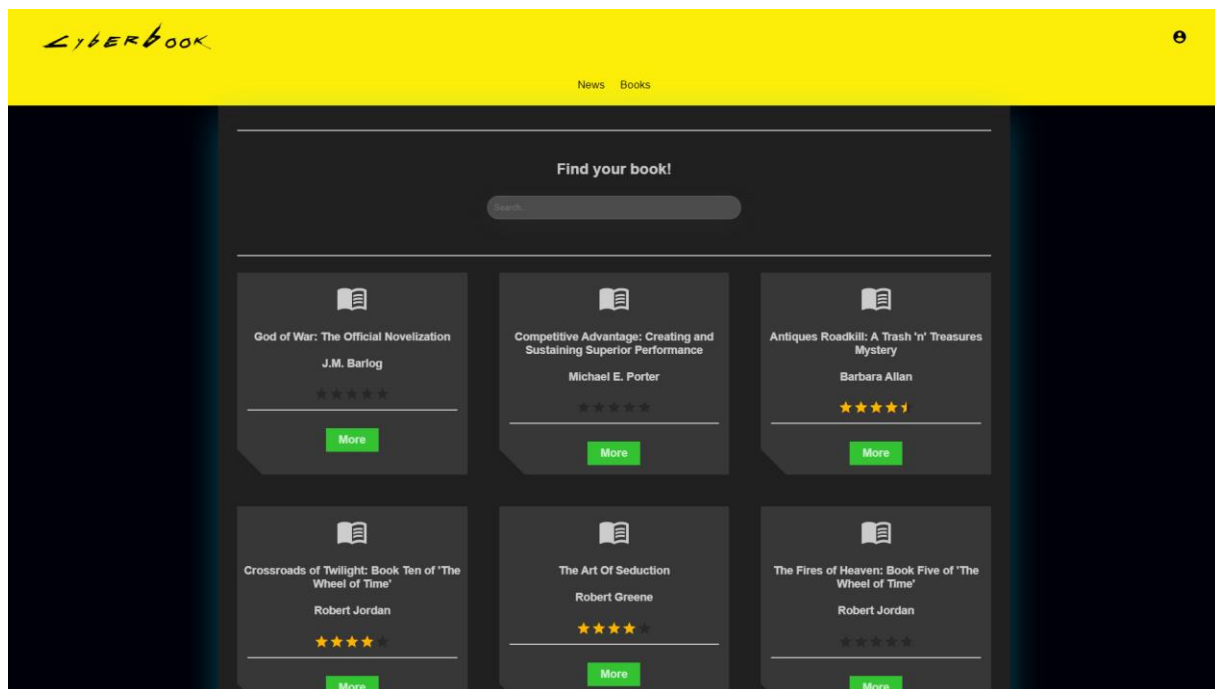 CyberBook
News Books
Find your book!
Search...
God of War: The Official Novelization
J.M. Barlog
More
Competitive Advantage: Creating and
Sustaining Superior Performance
Michael E. Porter
More
Antiques Roadkill: A Trash 'n' Treasures
Mystery
Barbara Allan
More
Crossroads of Twilight: Book Ten of 'The
Wheel of Time'
Robert Jordan
More
The Art Of Seduction
Robert Greene
More
The Fires of Heaven: Book Five of 'The
Wheel of Time'
Robert Jordan
More